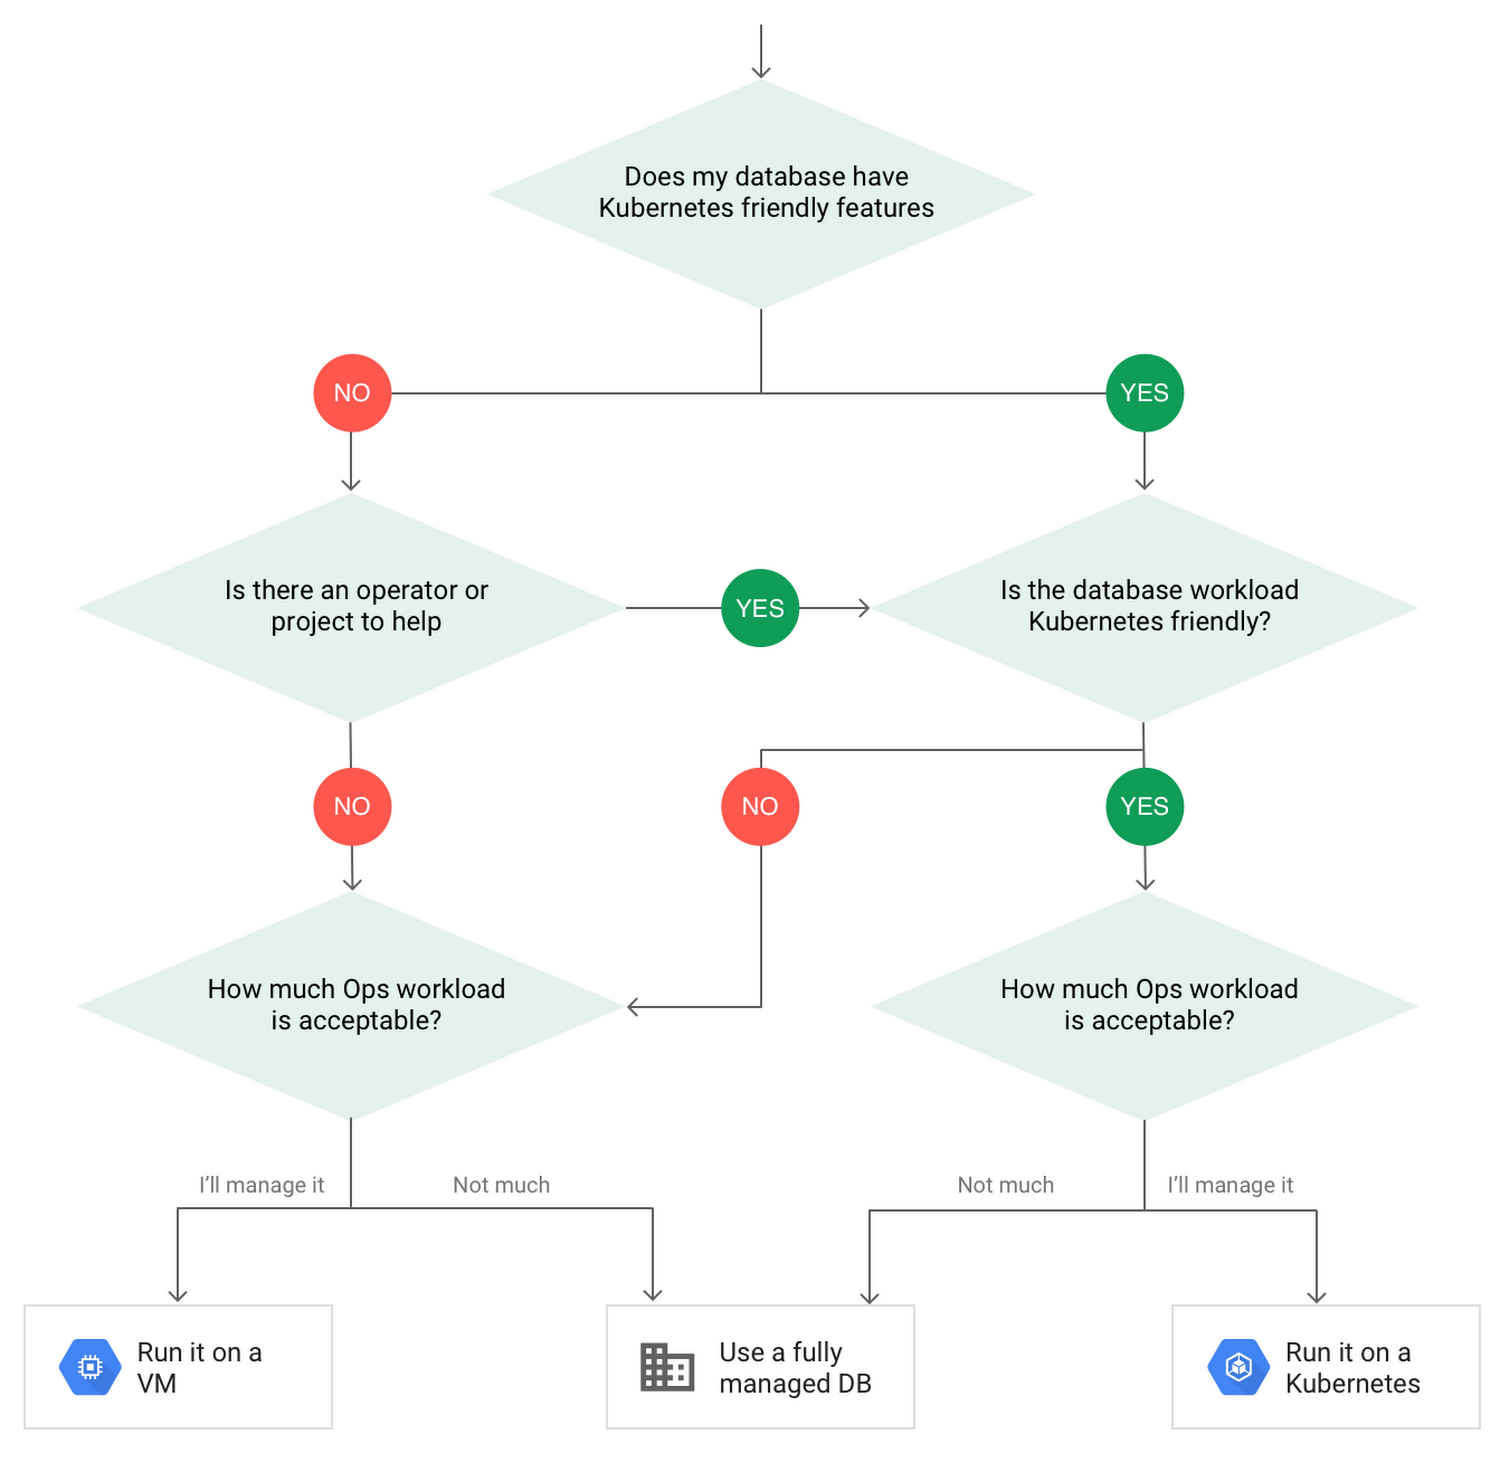 Does my database have
Kubernetes friendly features
NO
YES
Is there an operator or
project to help
YES
Is the database workload
Kubernetes friendly?
NO
NO
YES
How much Ops workload
is acceptable?
How much Ops workload
is acceptable?
I'll manage it
Not much
Not much
I'll manage it
Run it on a
VM
Use a fully
managed DB
Run it on a
Kubernetes